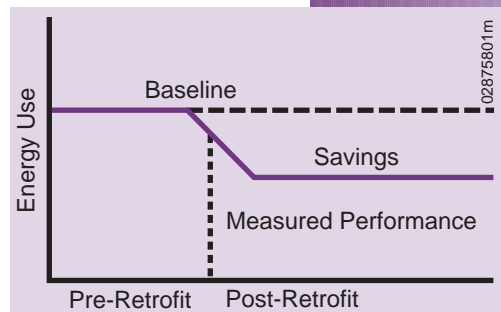 02875801m
Baseline
Energy Use
Savings
Measured Performance
Pre-Retrofit Post-Retrofit